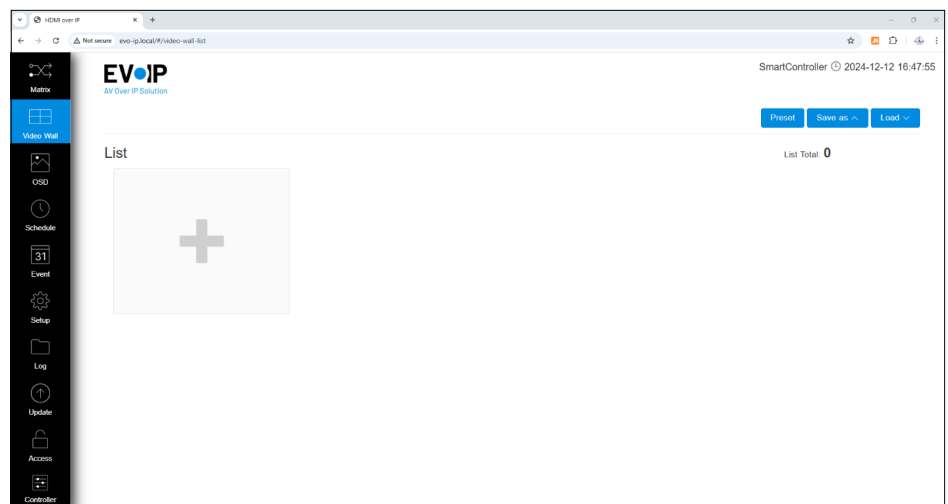 HDMI over IP
Not secure evo-ip.local/#/video-wall-list
Matrix
EVIP
AV Over IP Solution
SmartController 2024-12-12 16:47:55
Video Wall
Preset Save as Load
List
List Total: 0
OSD
Schedule
31
Event
Setup
Log
Update
Access
Controller